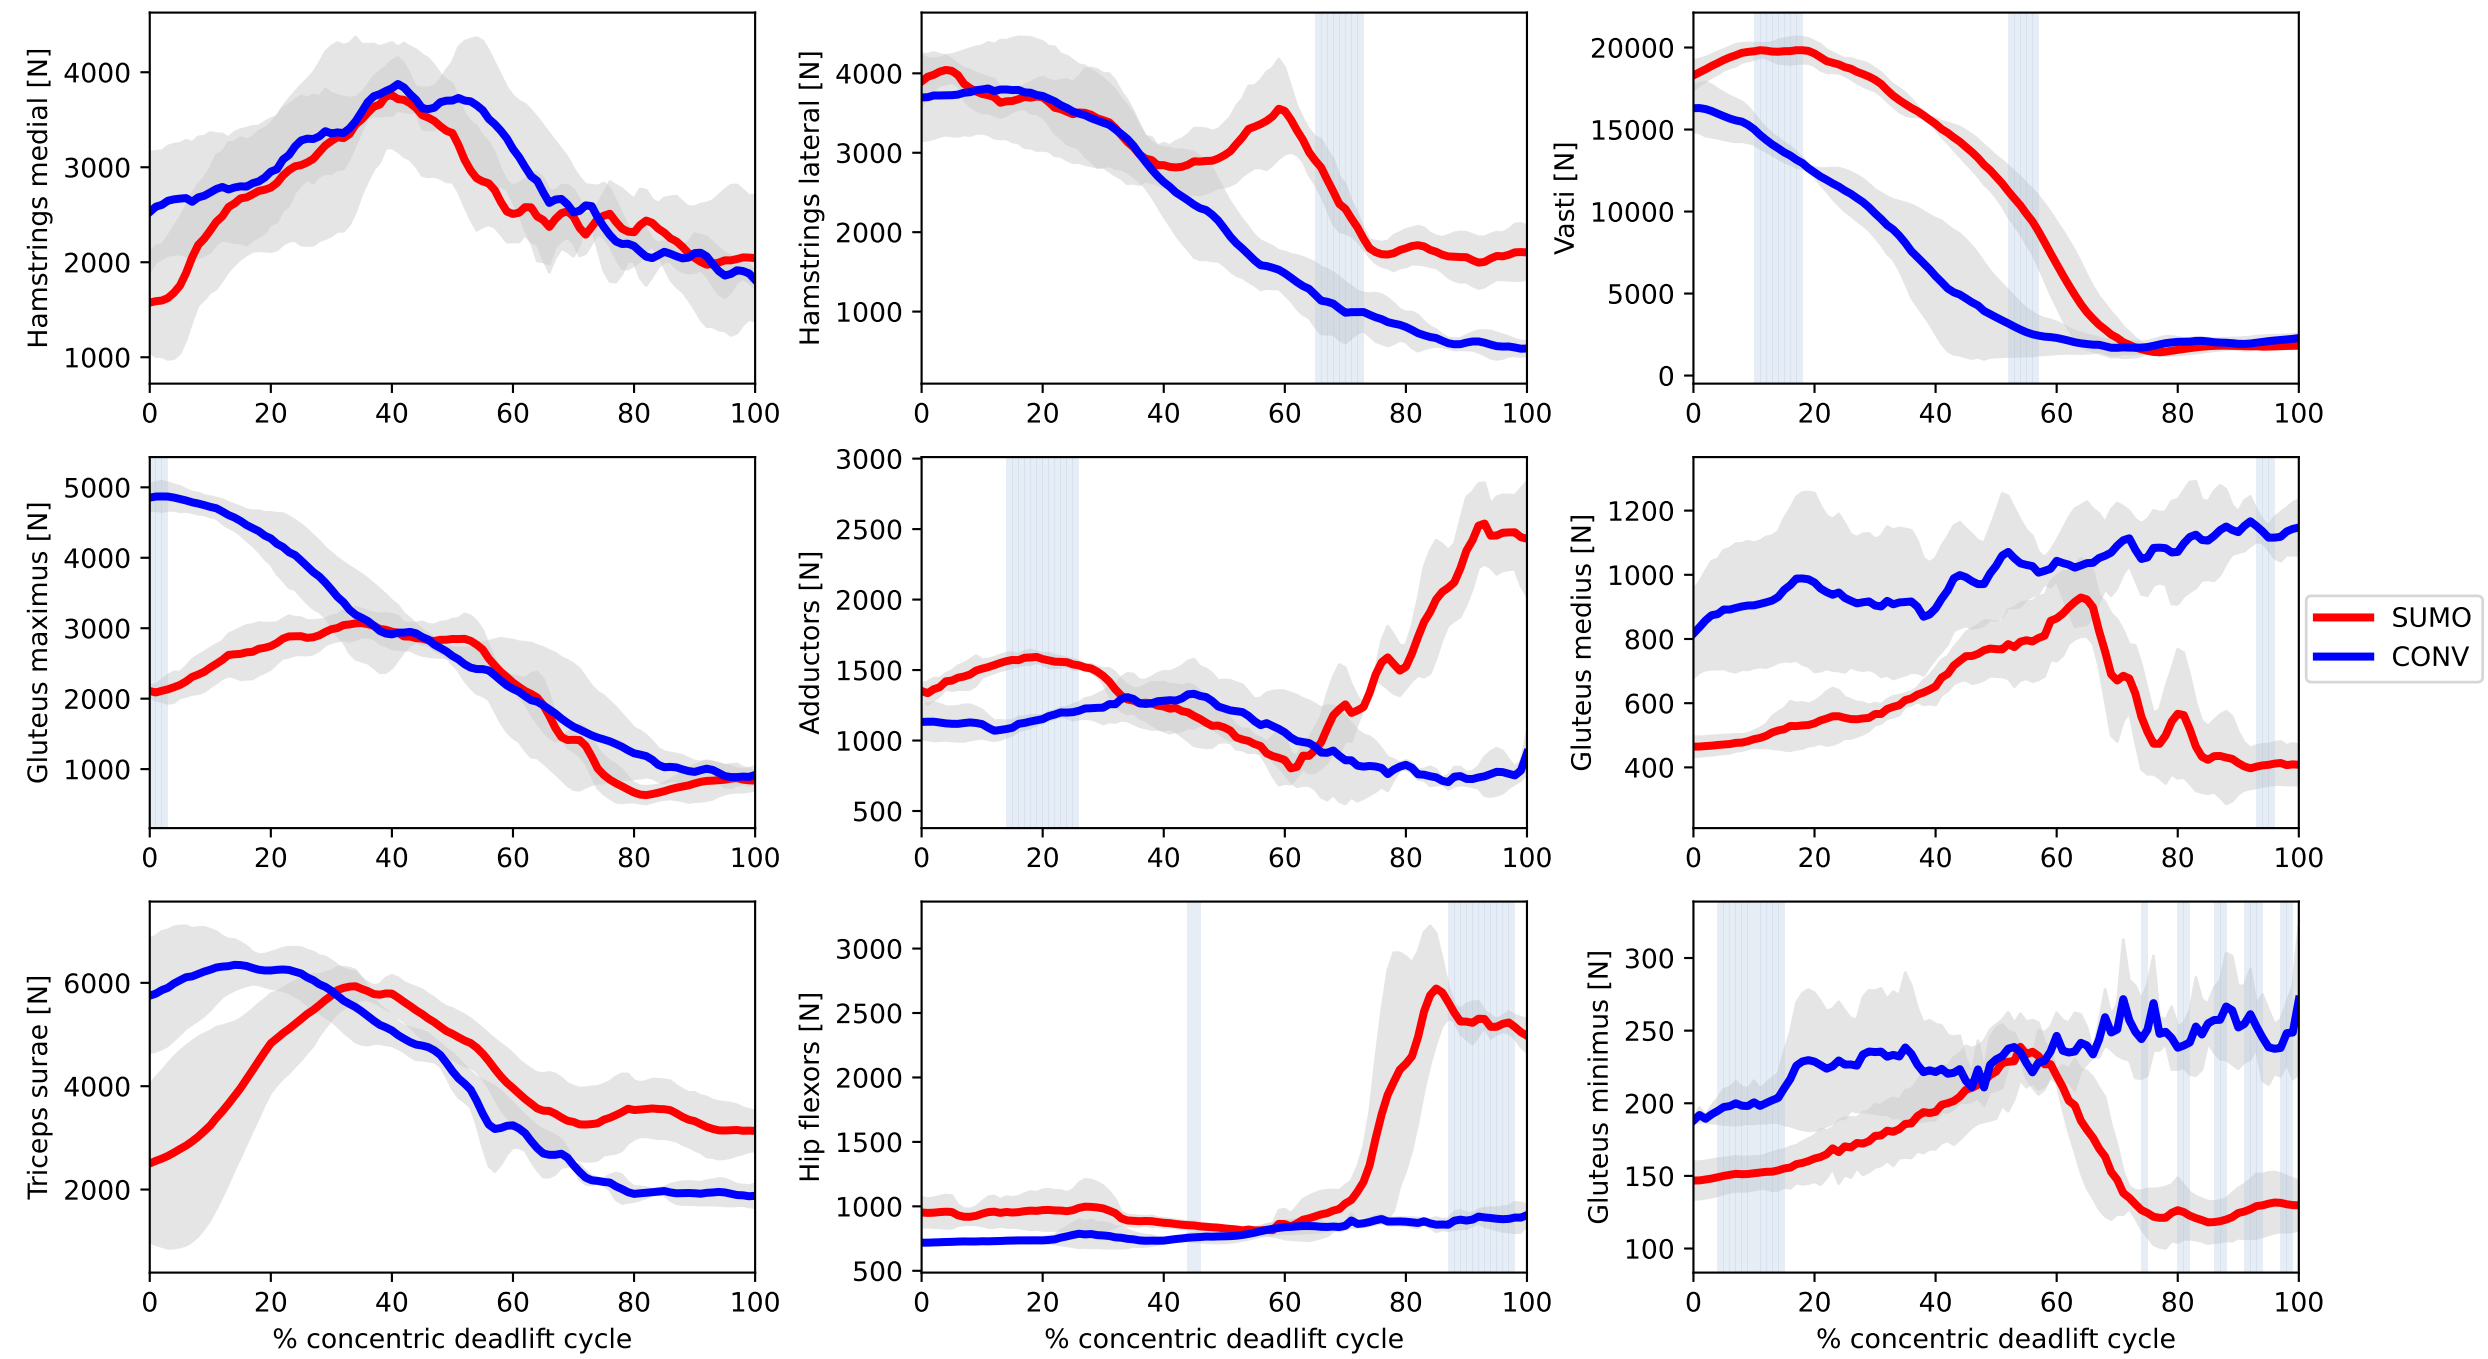 Hamstrings medial [N]
4000
3000
2000
1000
0 20 40 60 80 100
Hamstrings lateral [N]
4000
3000
2000
1000
0 20 40 60 80 100
Vasti [N]
20000
15000
10000
5000
0
0 20 40 60 80 100
Gluteus maximus [N]
5000
4000
3000
2000
1000
0 20 40 60 80 100
Adductors [N]
3000
2500
2000
1500
1000
500
0 20 40 60 80 100
Gluteus medius [N]
1200
1000
800
600
400
0 20 40 60 80 100
SUMO
CONV
Triceps surae [N]
6000
4000
2000
0 20 40 60 80 100
% concentric deadlift cycle
Hip flexors [N]
3000
2500
2000
1500
1000
500
0 20 40 60 80 100
% concentric deadlift cycle
Gluteus minimus [N]
300
250
200
150
100
0 20 40 60 80 100
% concentric deadlift cycle